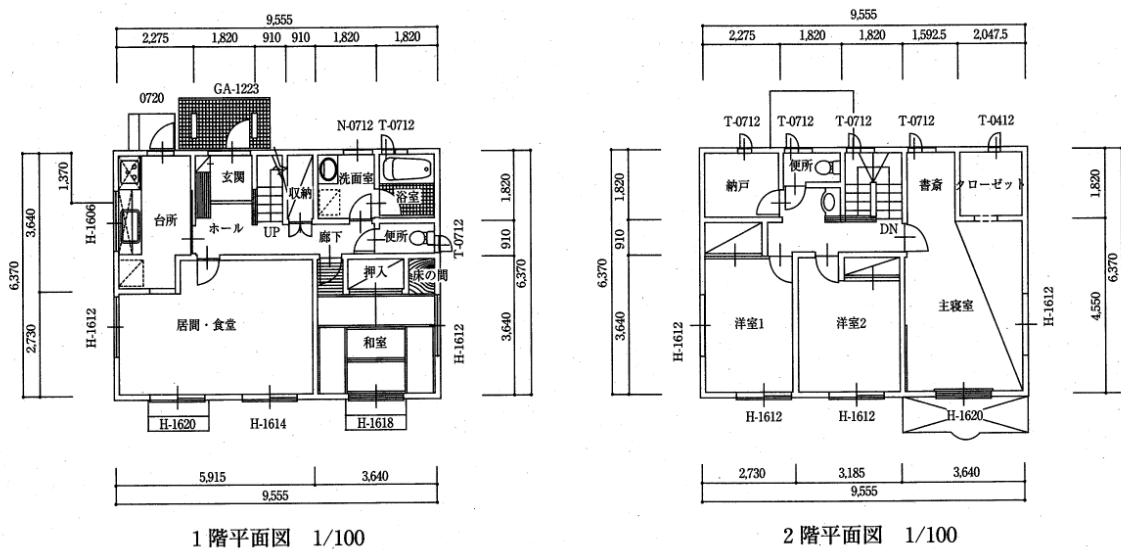 9,555
2,275 1,820 910 910 1,820 1,820
GA-1223
0720
N-0712 T-0712
1,370
3,640
6,370
2,730
H-1606
H-1612
玄関
収納
洗面室
浴室
台所
ホール
UP
廊下
便所
T-0712
押入
床の間
居間・食堂
和室
H-1612
1,820
910
3,640
6,370
H-1620
H-1614
H-1618
5,915 3,640
9,555
1階平面図 1/100
9,555
2,275 1,820 1,820 1,592.5 2,047.5
T-0712 T-0712 T-0712 T-0712 T-0412
1,820
910
3,640
6,370
納戸
便所
書斎
クローゼット
DN
洋室1
洋室2
主寝室
H-1612
H-1612
1,820
4,550
6,370
H-1612
H-1612
H-1620
2,730 3,185 3,640
9,555
2階平面図 1/100